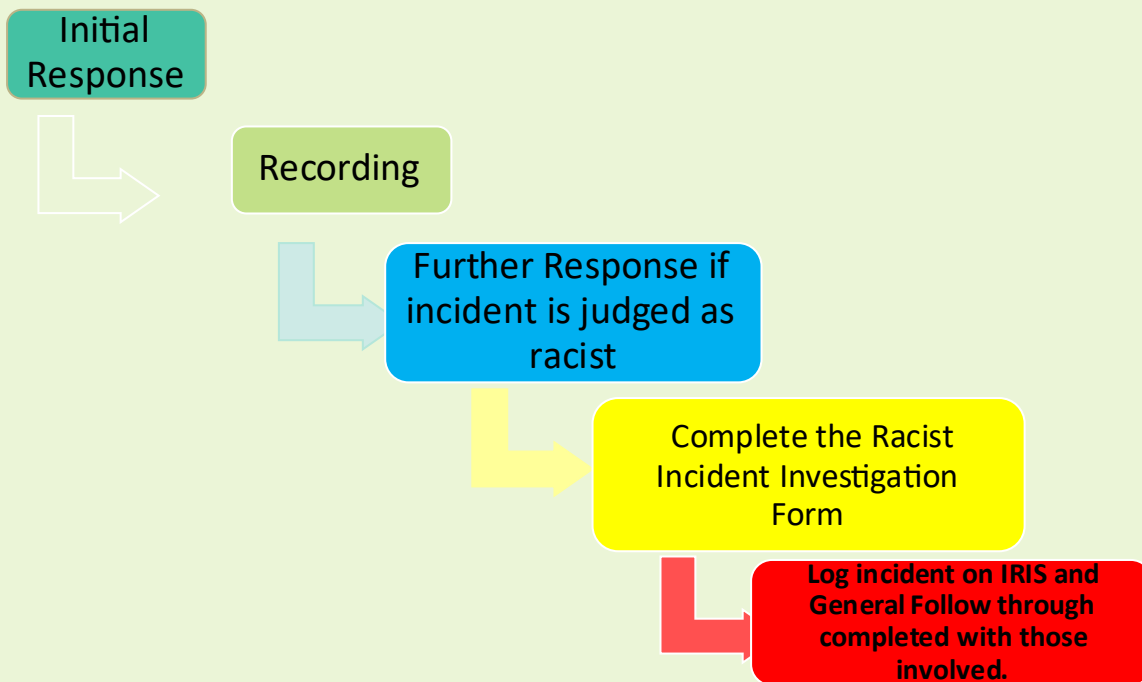 Initial
Response
Recording
Further Response if
incident is judged as
racist
Complete the Racist
Incident Investigation
Form
Log incident on IRIS and
General Follow through
completed with those
involved.